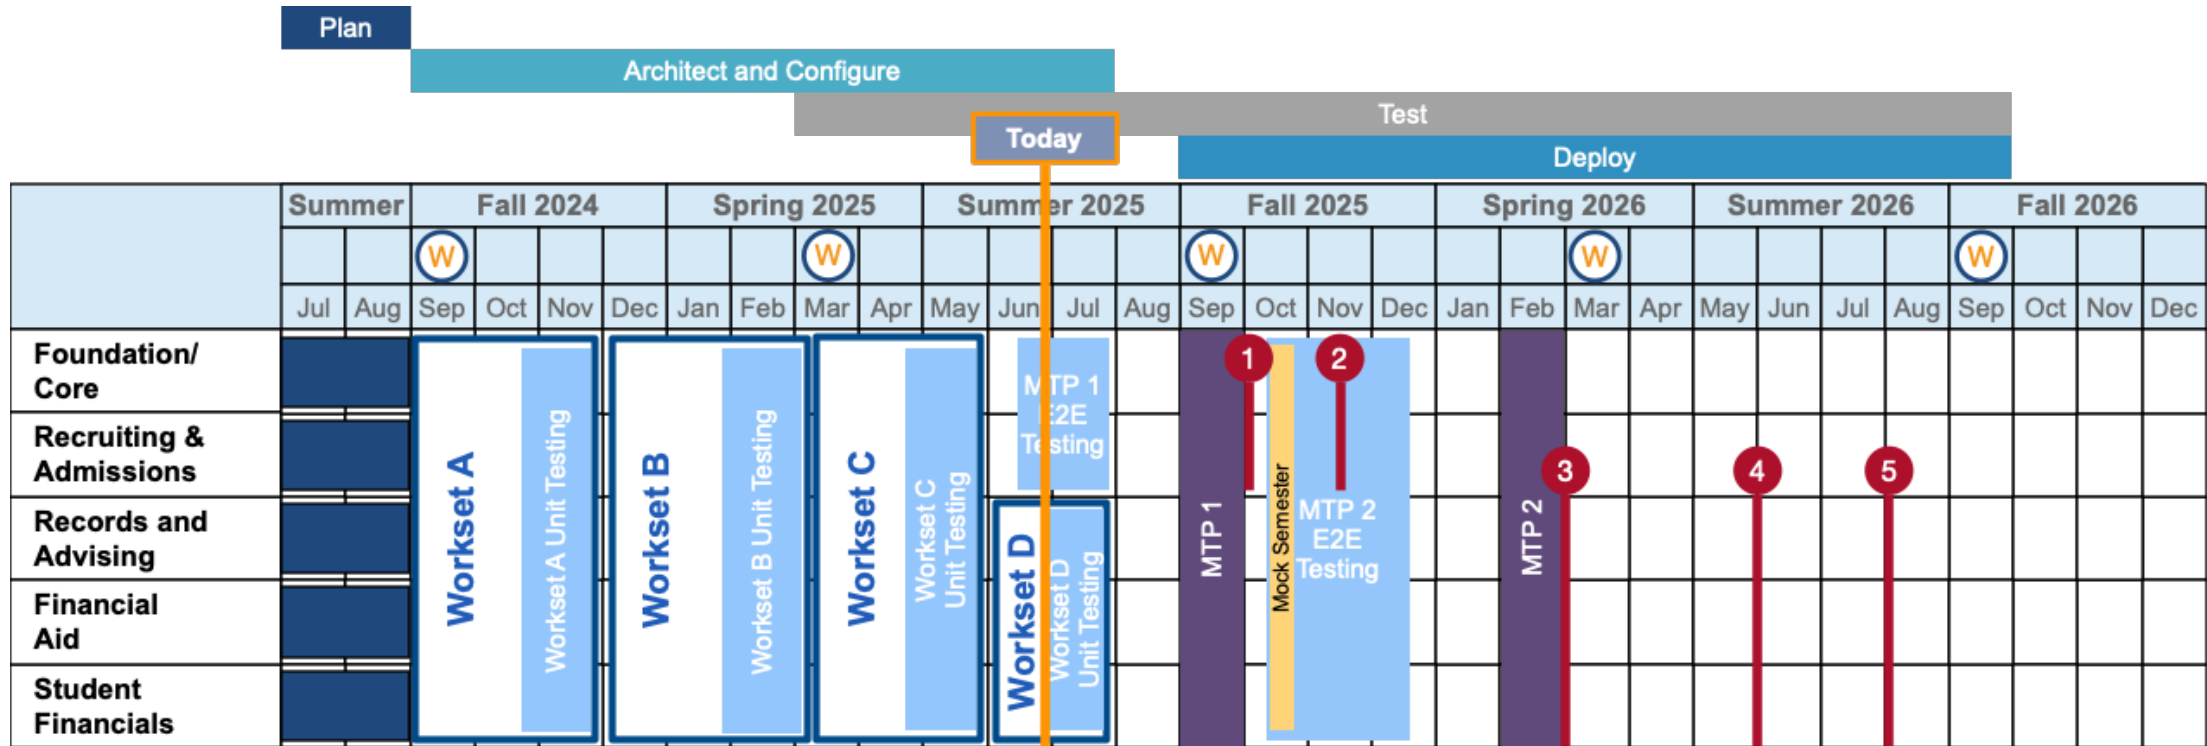 Plan
Architect and Configure
Test
Today
Deploy
Summer Fall 2024 Spring 2025 Summer 2025 Fall 2025 Spring 2026 Summer 2026 Fall 2026
W W W W W
Jul Aug Sep Oct Nov Dec Jan Feb Mar Apr May Jun Jul Aug Sep Oct Nov Dec Jan Feb Mar Apr May Jun Jul Aug Sep Oct Nov Dec
Foundation/
Core
Recruiting &
Admissions
Records and
Advising
Financial
Aid
Student
Financials
Workset A
Workset A Unit Testing
Workset B
Workset B Unit Testing
Workset C
Workset C
Unit Testing
MTP 1
E2E
Testing
Workset D
Workset D
Unit Testing
MTP 1
1
Mock Semester
2
MTP 2
E2E
Testing
MTP 2
3
4
5